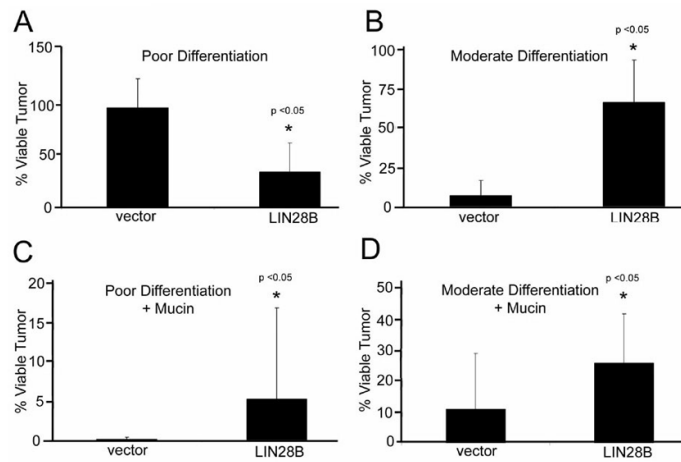 A
Poor Differentiation
% Viable Tumor
150
100
50
0
p <0.05
*
vector
LIN28B
B
Moderate Differentiation
% Viable Tumor
100
75
50
25
0
p <0.05
*
vector
LIN28B
C
Poor Differentiation
+ Mucin
% Viable Tumor
20
15
10
5
0
p <0.05
*
vector
LIN28B
D
Moderate Differentiation
+ Mucin
% Viable Tumor
50
40
30
20
10
0
p <0.05
*
vector
LIN28B